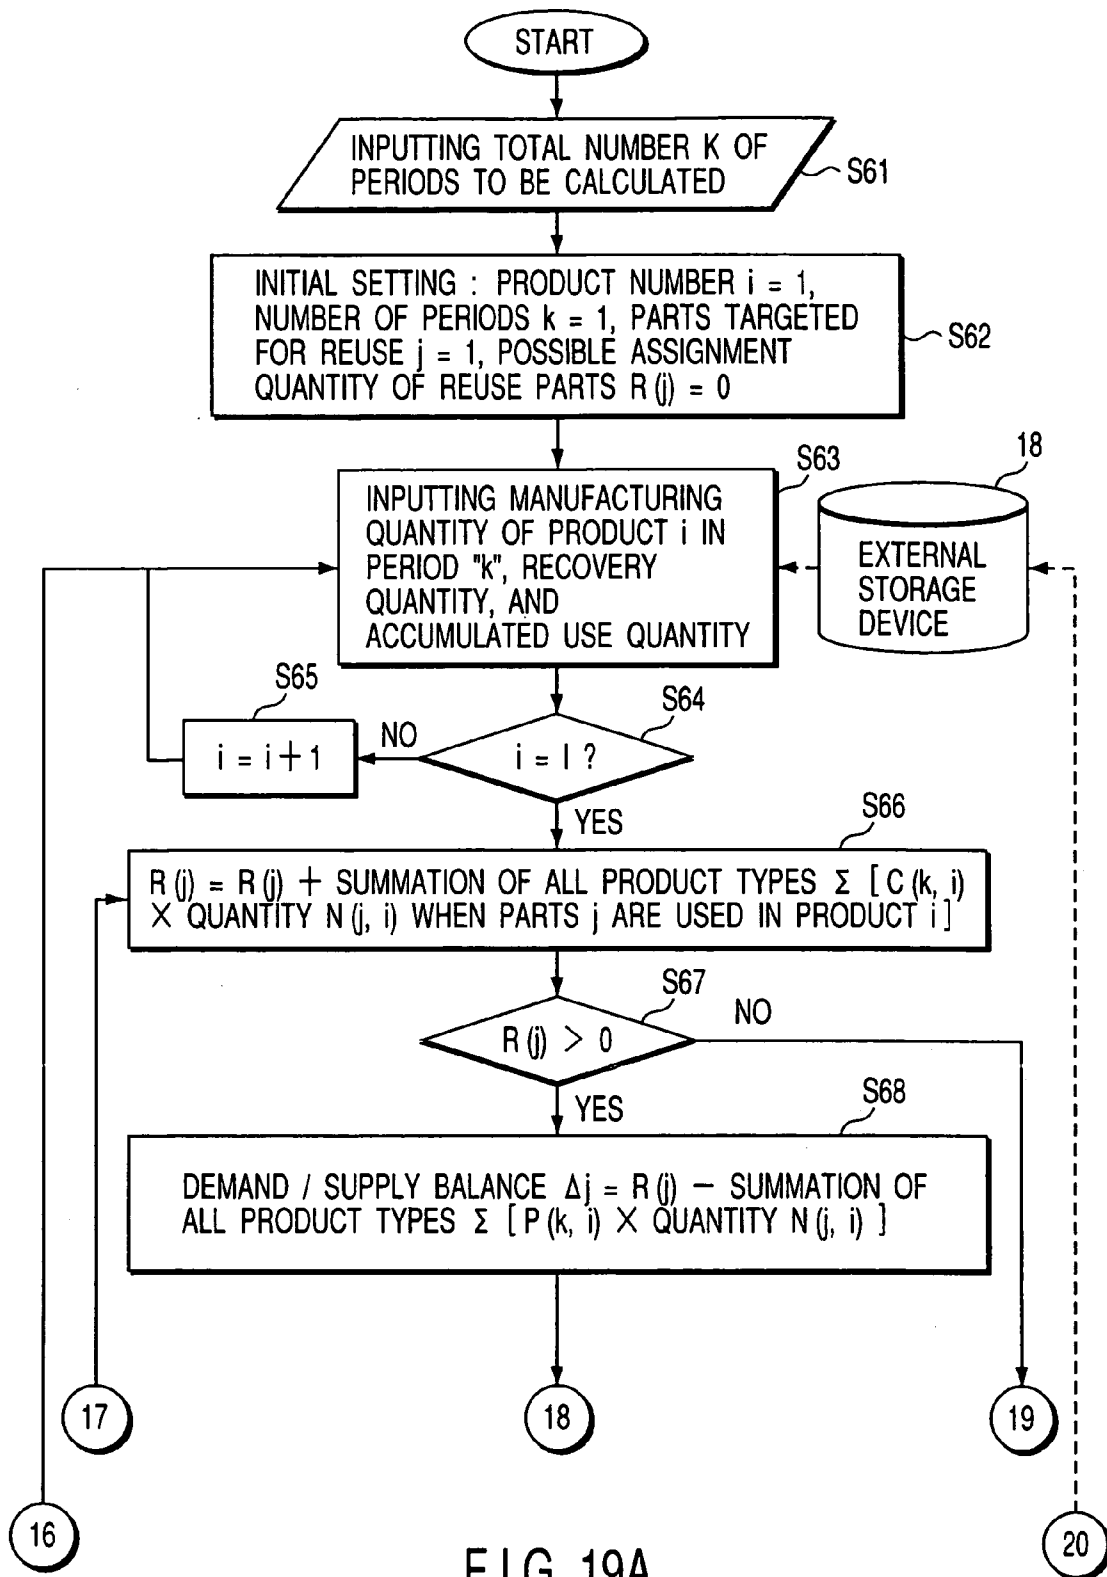 START
INPUTTING TOTAL NUMBER K OF
PERIODS TO BE CALCULATED
S61
INITIAL SETTING : PRODUCT NUMBER i = 1,
NUMBER OF PERIODS k = 1, PARTS TARGETED
FOR REUSE j = 1, POSSIBLE ASSIGNMENT
QUANTITY OF REUSE PARTS R (j) = 0
S62
S63
INPUTTING MANUFACTURING
QUANTITY OF PRODUCT i IN
PERIOD "k", RECOVERY
QUANTITY, AND
ACCUMULATED USE QUANTITY
18
EXTERNAL
STORAGE
DEVICE
S65
i = i + 1
NO
S64
i = I ?
YES
S66
R (j) = R (j) + SUMMATION OF ALL PRODUCT TYPES Σ [ C (k, i)
× QUANTITY N (j, i) WHEN PARTS j ARE USED IN PRODUCT i ]
S67
R (j) > 0
NO
YES
S68
DEMAND / SUPPLY BALANCE Δj = R (j) − SUMMATION OF
ALL PRODUCT TYPES Σ [ P (k, i) × QUANTITY N (j, i) ]
17
18
19
16
20
FIG. 19A